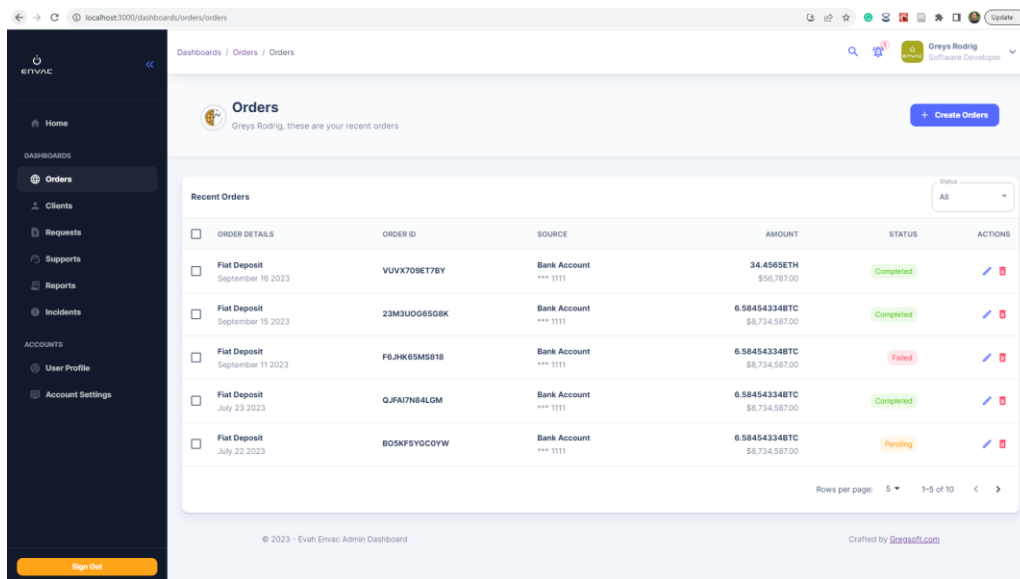 localhost:3000/dashboards/orders/orders
Update
ENVAC
Dashboards / Orders / Orders
1
Greys Rodrig
Software Developer
Home
DASHBOARDS
Orders
Clients
Requests
Supports
Reports
Incidents
ACCOUNTS
User Profile
Account Settings
Sign Out
Orders
Greys Rodrig, these are your recent orders
+ Create Orders
Recent Orders
Status
All
ORDER DETAILS ORDER ID SOURCE AMOUNT STATUS ACTIONS
Fiat Deposit VUVX709ET7BY Bank Account 34.4565ETH Completed
September 16 2023 *** 1111 $56,787.00
Fiat Deposit 23M3UOG65G8K Bank Account 6.58454334BTC Completed
September 15 2023 *** 1111 $8,734,587.00
Fiat Deposit F6JHK65MS818 Bank Account 6.58454334BTC Failed
September 11 2023 *** 1111 $8,734,587.00
Fiat Deposit QJFAI7N84LGM Bank Account 6.58454334BTC Completed
July 23 2023 *** 1111 $8,734,587.00
Fiat Deposit BO5KFSYGC0YW Bank Account 6.58454334BTC Pending
July 22 2023 *** 1111 $8,734,587.00
Rows per page: 5 1–5 of 10
© 2023 - Evah Envac Admin Dashboard
Crafted by Gregsoft.com